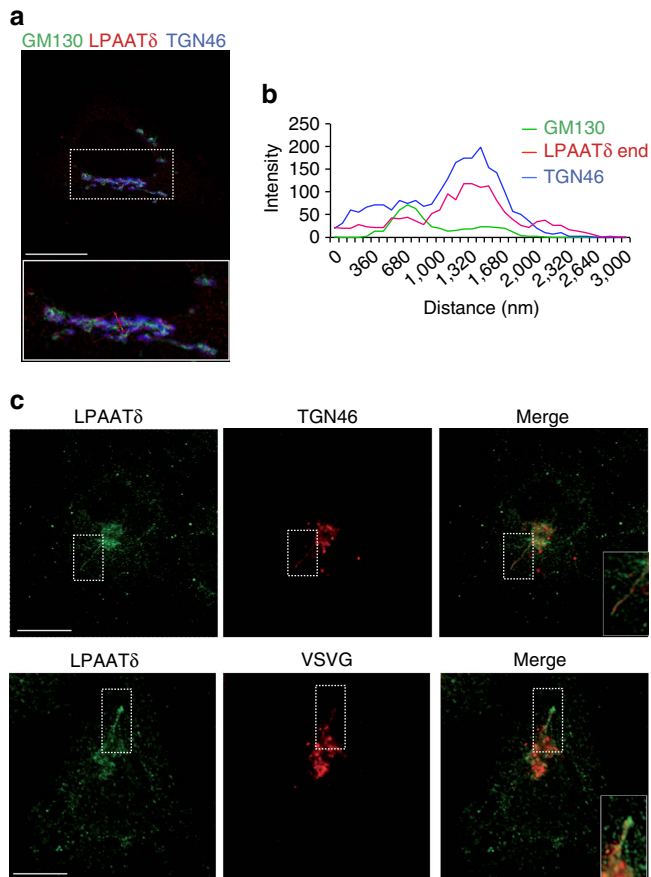 a
GM130 LPAATδ TGN46
b
250
200
150
100
50
0
Intensity
GM130
LPAATδ end
TGN46
0 360 680 1,000 1,320 1,680 2,000 2,320 2,640 3,000
Distance (nm)
c
LPAATδ TGN46 Merge
LPAATδ VSVG Merge